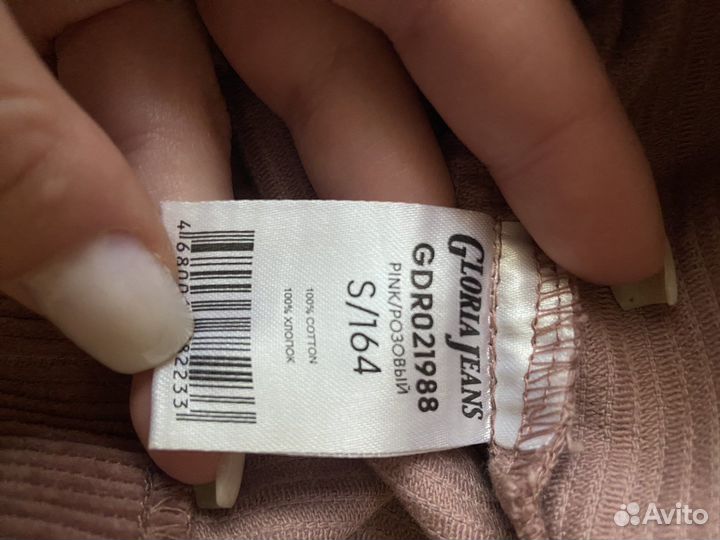 GLORIA JEANS
GDR021988
PINK/РОЗОВЫЙ
S/164
100% COTTON
100% ХЛОПОК
Avito